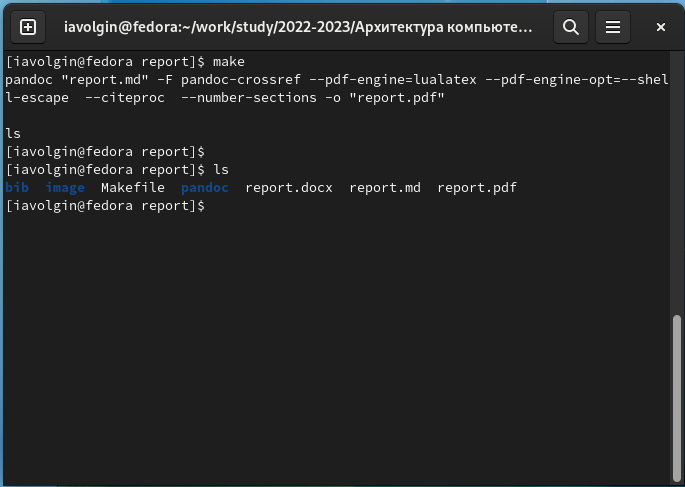 iavolgin@fedora:~/work/study/2022-2023/Архитектура компьюте...
[iavolgin@fedora report]$ make
pandoc "report.md" -F pandoc-crossref --pdf-engine=lualatex --pdf-engine-opt=--shel
l-escape  --citeproc  --number-sections -o "report.pdf"
ls
[iavolgin@fedora report]$
[iavolgin@fedora report]$ ls
bib  image  Makefile  pandoc  report.docx  report.md  report.pdf
[iavolgin@fedora report]$